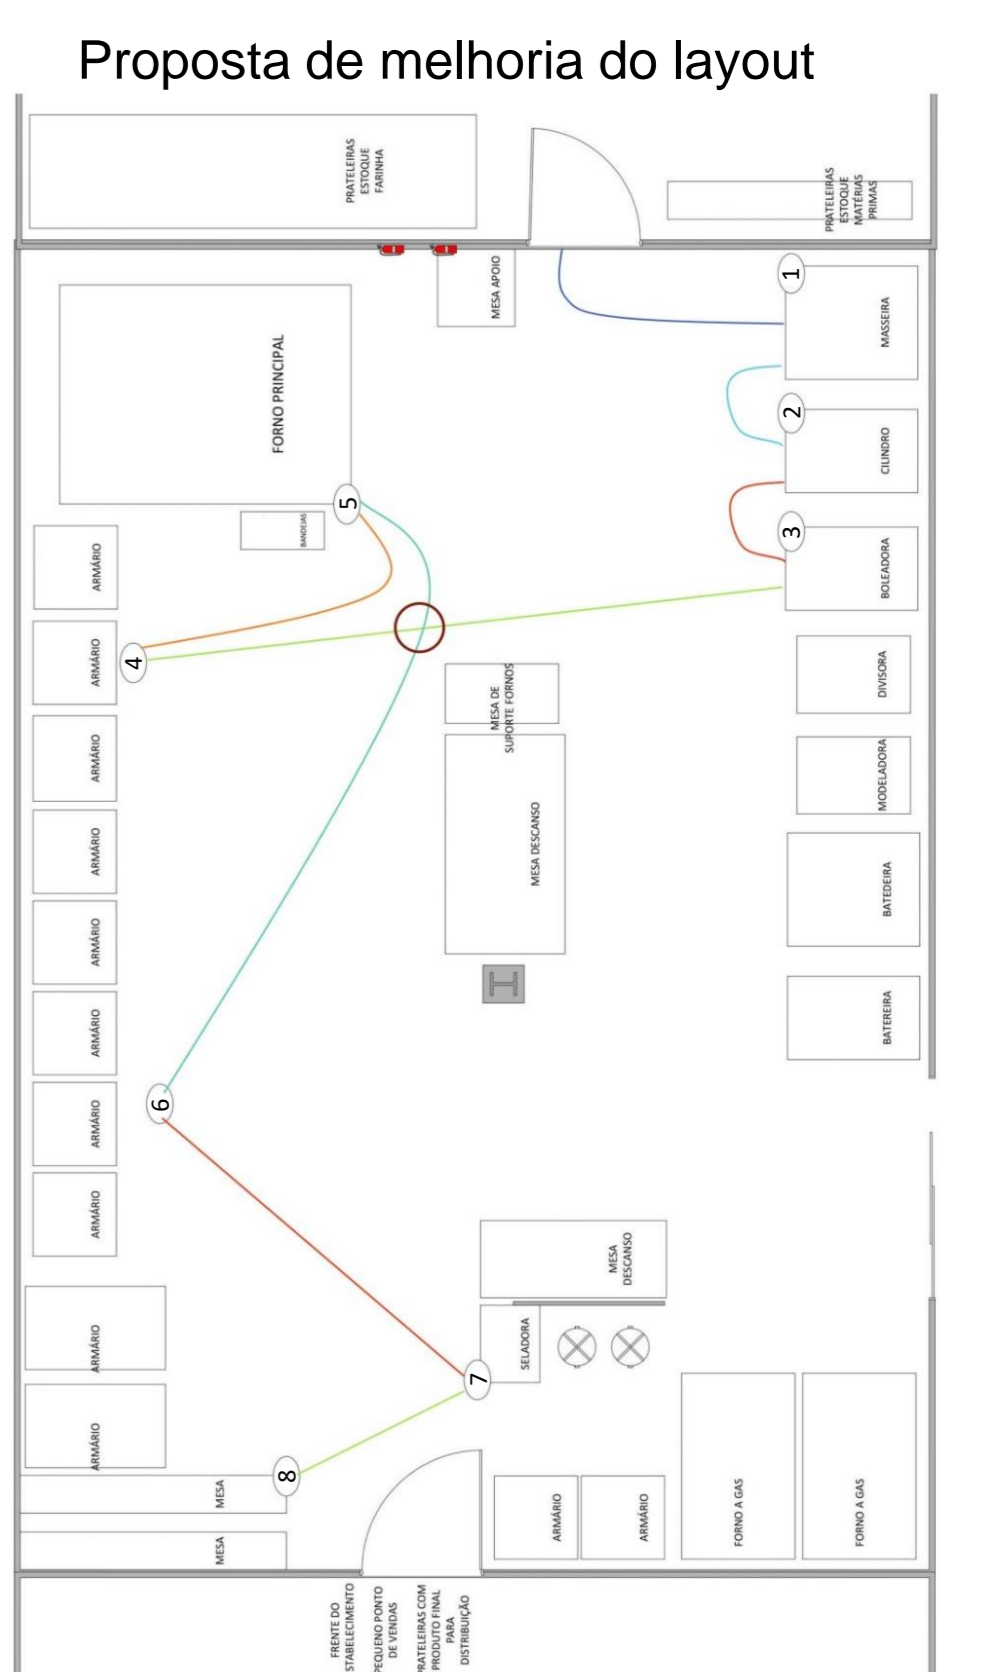 Proposta de melhoria do layout
PRATELEIRAS
ESTOQUE
FARINHA
PRATELEIRAS
ESTOQUE
MATÉRIAS
PRIMAS
MESA APOIO
1
MASSEIRA
FORNO PRINCIPAL
2
CILINDRO
5
BANDEJAS
3
BOLEADORA
ARMÁRIO
4
ARMÁRIO
MESA DE
SUPORTE FORNOS
DIVISORA
ARMÁRIO
MODELADORA
ARMÁRIO
MESA DESCANSO
BATEDEIRA
ARMÁRIO
ARMÁRIO
BATEREIRA
6
ARMÁRIO
ARMÁRIO
MESA
DESCANSO
ARMÁRIO
SELADORA
7
ARMÁRIO
8
MESA
MESA
ARMÁRIO
ARMÁRIO
FORNO A GAS
FORNO A GAS
FRENTE DO
STABELECIMENTO
PEQUENO PONTO
DE VENDAS
PRATELEIRAS COM
PRODUTO FINAL
PARA
DISTRIBUIÇÃO